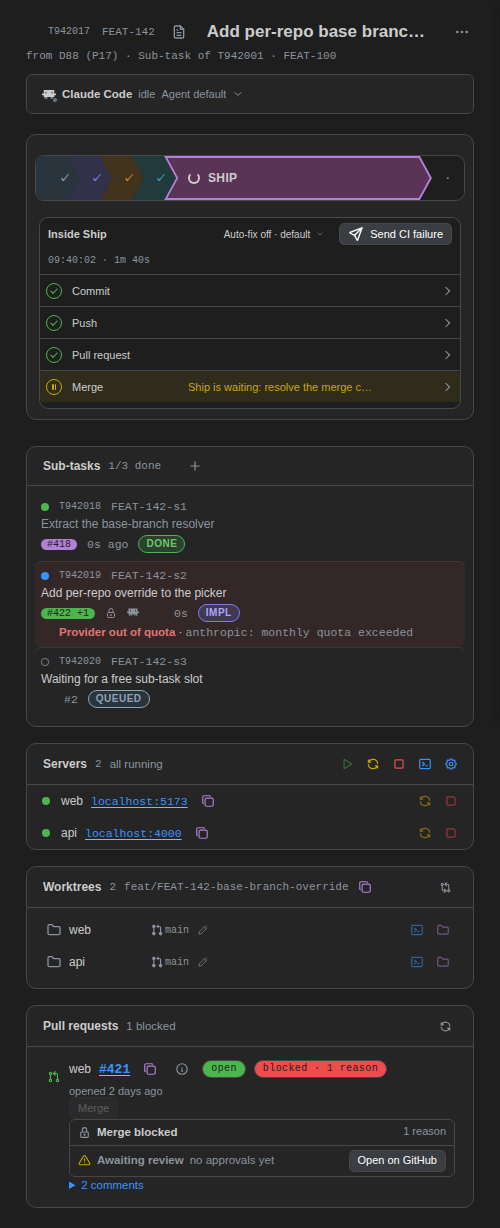 T942017 FEAT-142 Add per-repo base branc…
from D88 (P17) · Sub-task of T942001 · FEAT-100
Claude Code idle Agent default
SHIP
Inside Ship Auto-fix off · default Send CI failure
09:40:02 · 1m 40s
Commit
Push
Pull request
Merge Ship is waiting: resolve the merge c…
Sub-tasks 1/3 done
T942018 FEAT-142-s1
Extract the base-branch resolver
#418 0s ago DONE
T942019 FEAT-142-s2
Add per-repo override to the picker
#422 +1 0s IMPL
Provider out of quota · anthropic: monthly quota exceeded
T942020 FEAT-142-s3
Waiting for a free sub-task slot
#2 QUEUED
Servers 2 all running
web localhost:5173
api localhost:4000
Worktrees 2 feat/FEAT-142-base-branch-override
web main
api main
Pull requests 1 blocked
web #421 open blocked · 1 reason
opened 2 days ago
Merge
Merge blocked 1 reason
Awaiting review no approvals yet Open on GitHub
2 comments